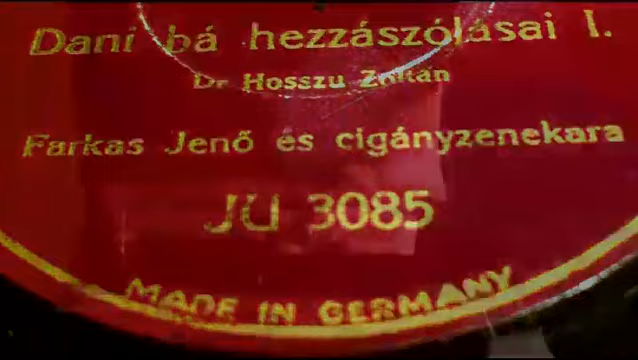 Dani bá hezzászólásai I.
Dr Hosszu Zoltán
Farkas Jenő és cigányzenekara
JU 3085
MADE IN GERMANY